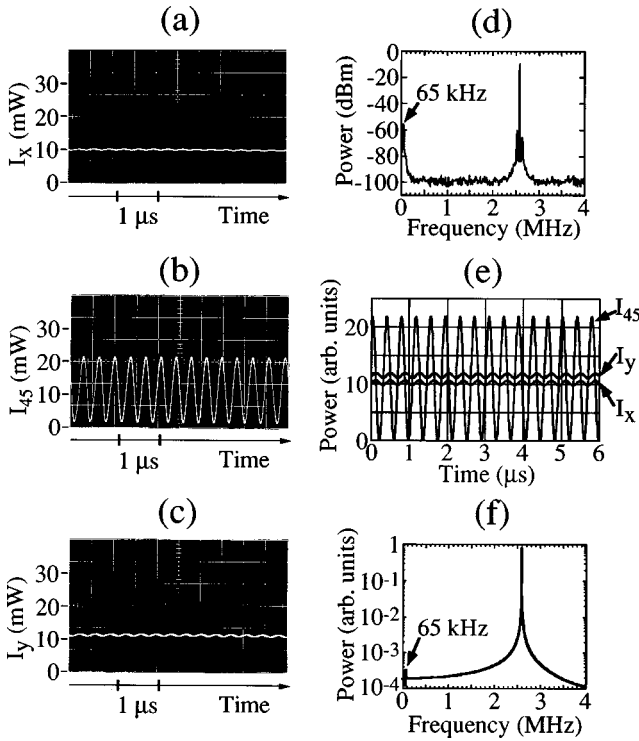 (a)
I_x (mW)
30
20
10
0
1 μs
Time
(d)
Power (dBm)
0
-20
-40
-60
-80
-100
65 kHz
0
1
2
3
4
Frequency (MHz)
(b)
I_45 (mW)
30
20
10
0
1 μs
Time
(e)
Power (arb. units)
20
10
0
I_45
I_y
I_x
0
1
2
3
4
5
6
Time (μs)
(c)
I_y (mW)
30
20
10
0
1 μs
Time
(f)
Power (arb. units)
1
10^-1
10^-2
10^-3
10^-4
65 kHz
0
1
2
3
4
Frequency (MHz)